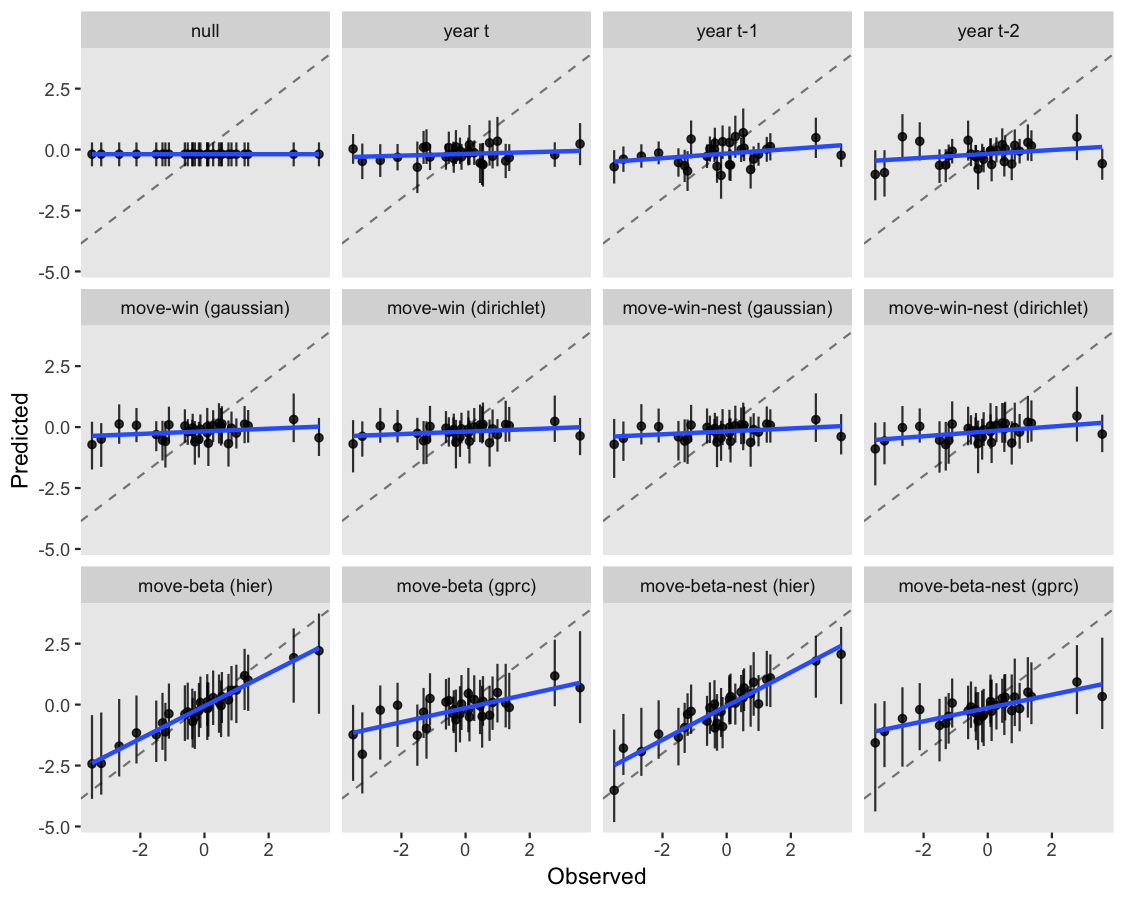 null
year t
year t-1
year t-2
2.5
0.0
-2.5
-5.0
move-win (gaussian)
move-win (dirichlet)
move-win-nest (gaussian)
move-win-nest (dirichlet)
2.5
0.0
-2.5
-5.0
Predicted
move-beta (hier)
move-beta (gprc)
move-beta-nest (hier)
move-beta-nest (gprc)
2.5
0.0
-2.5
-5.0
-2 0 2
-2 0 2
-2 0 2
-2 0 2
Observed